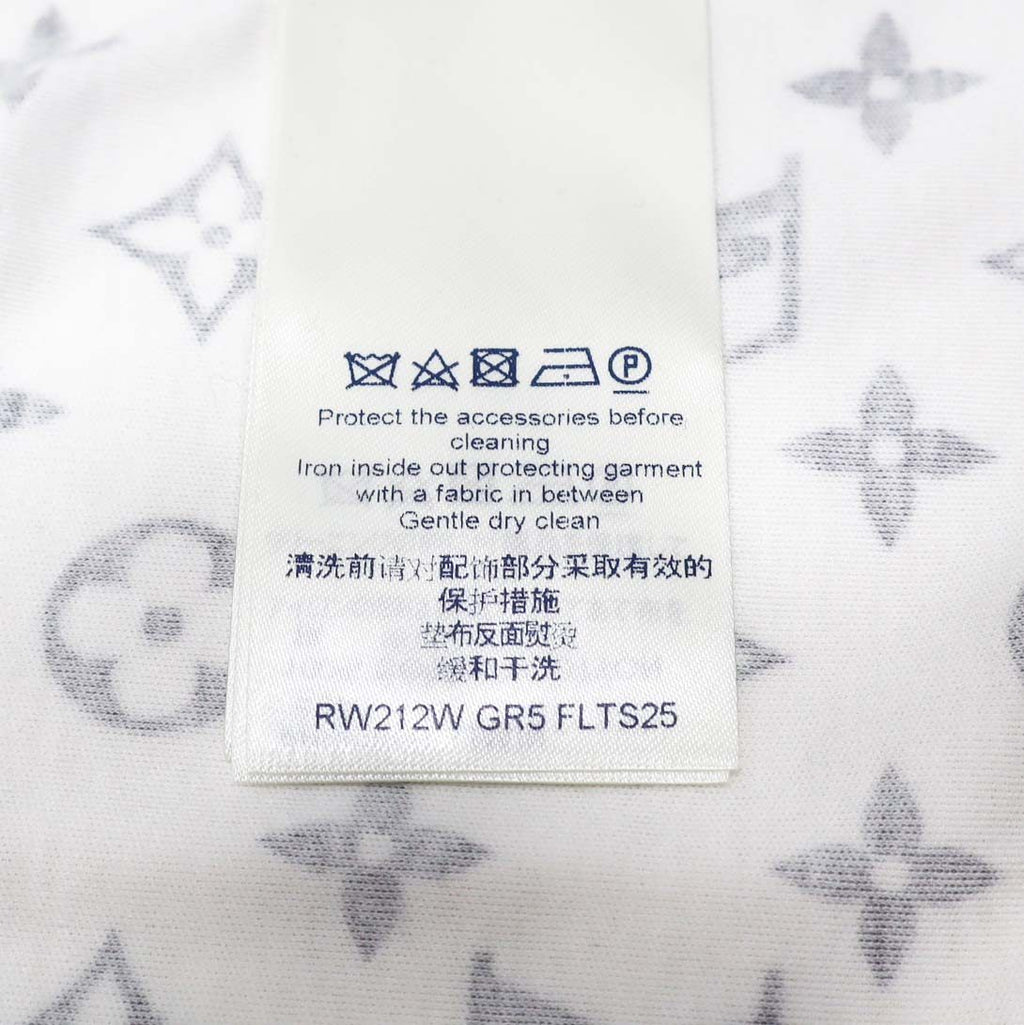 P
Protect the accessories before
cleaning
Iron inside out protecting garment
with a fabric in between
Gentle dry clean
清洗前请对配饰部分采取有效的
保护措施
垫布反面熨烫
缓和干洗
RW212W GR5 FLTS25